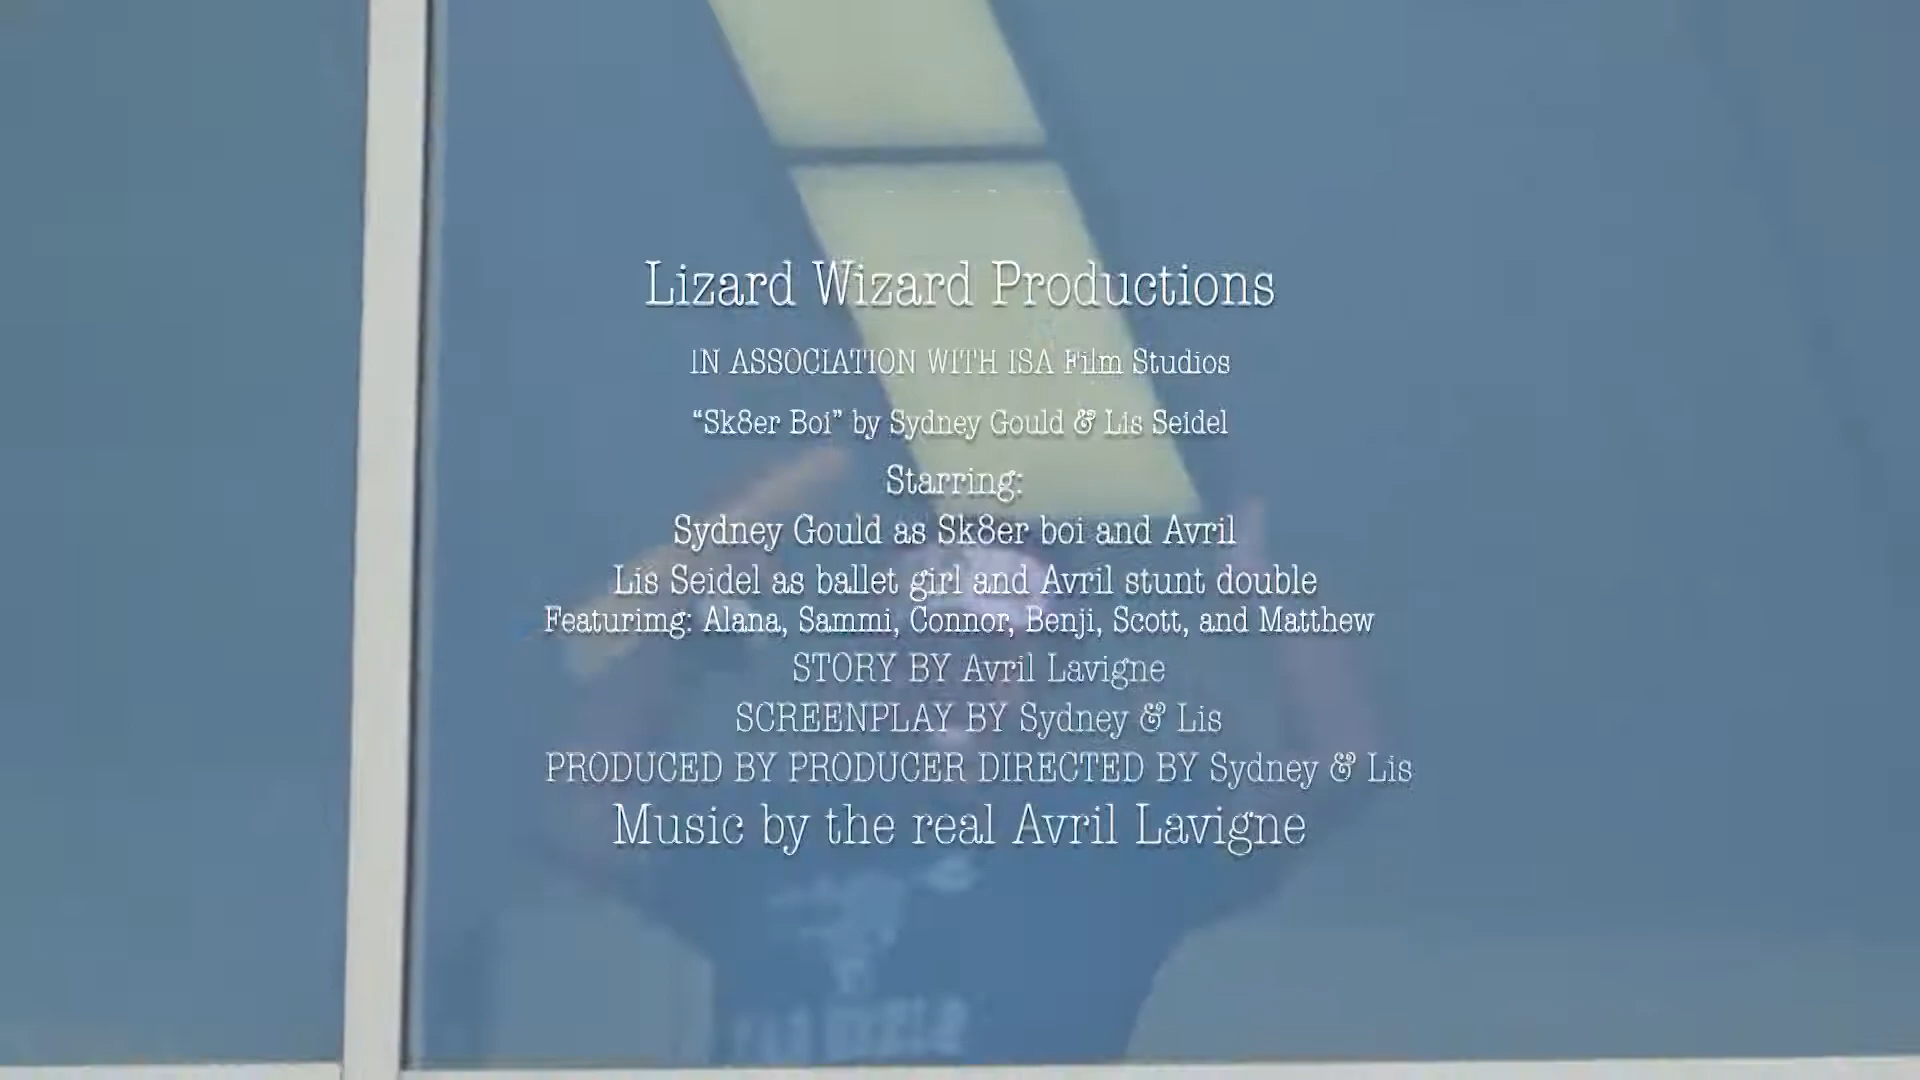 Lizard Wizard Productions
IN ASSOCIATION WITH ISA Film Studios
“Sk8er Boi” by Sydney Gould & Lis Seidel
Starring:
Sydney Gould as Sk8er boi and Avril
Lis Seidel as ballet girl and Avril stunt double
Featurimg: Alana, Sammi, Connor, Benji, Scott, and Matthew
STORY BY Avril Lavigne
SCREENPLAY BY Sydney & Lis
PRODUCED BY PRODUCER DIRECTED BY Sydney & Lis
Music by the real Avril Lavigne